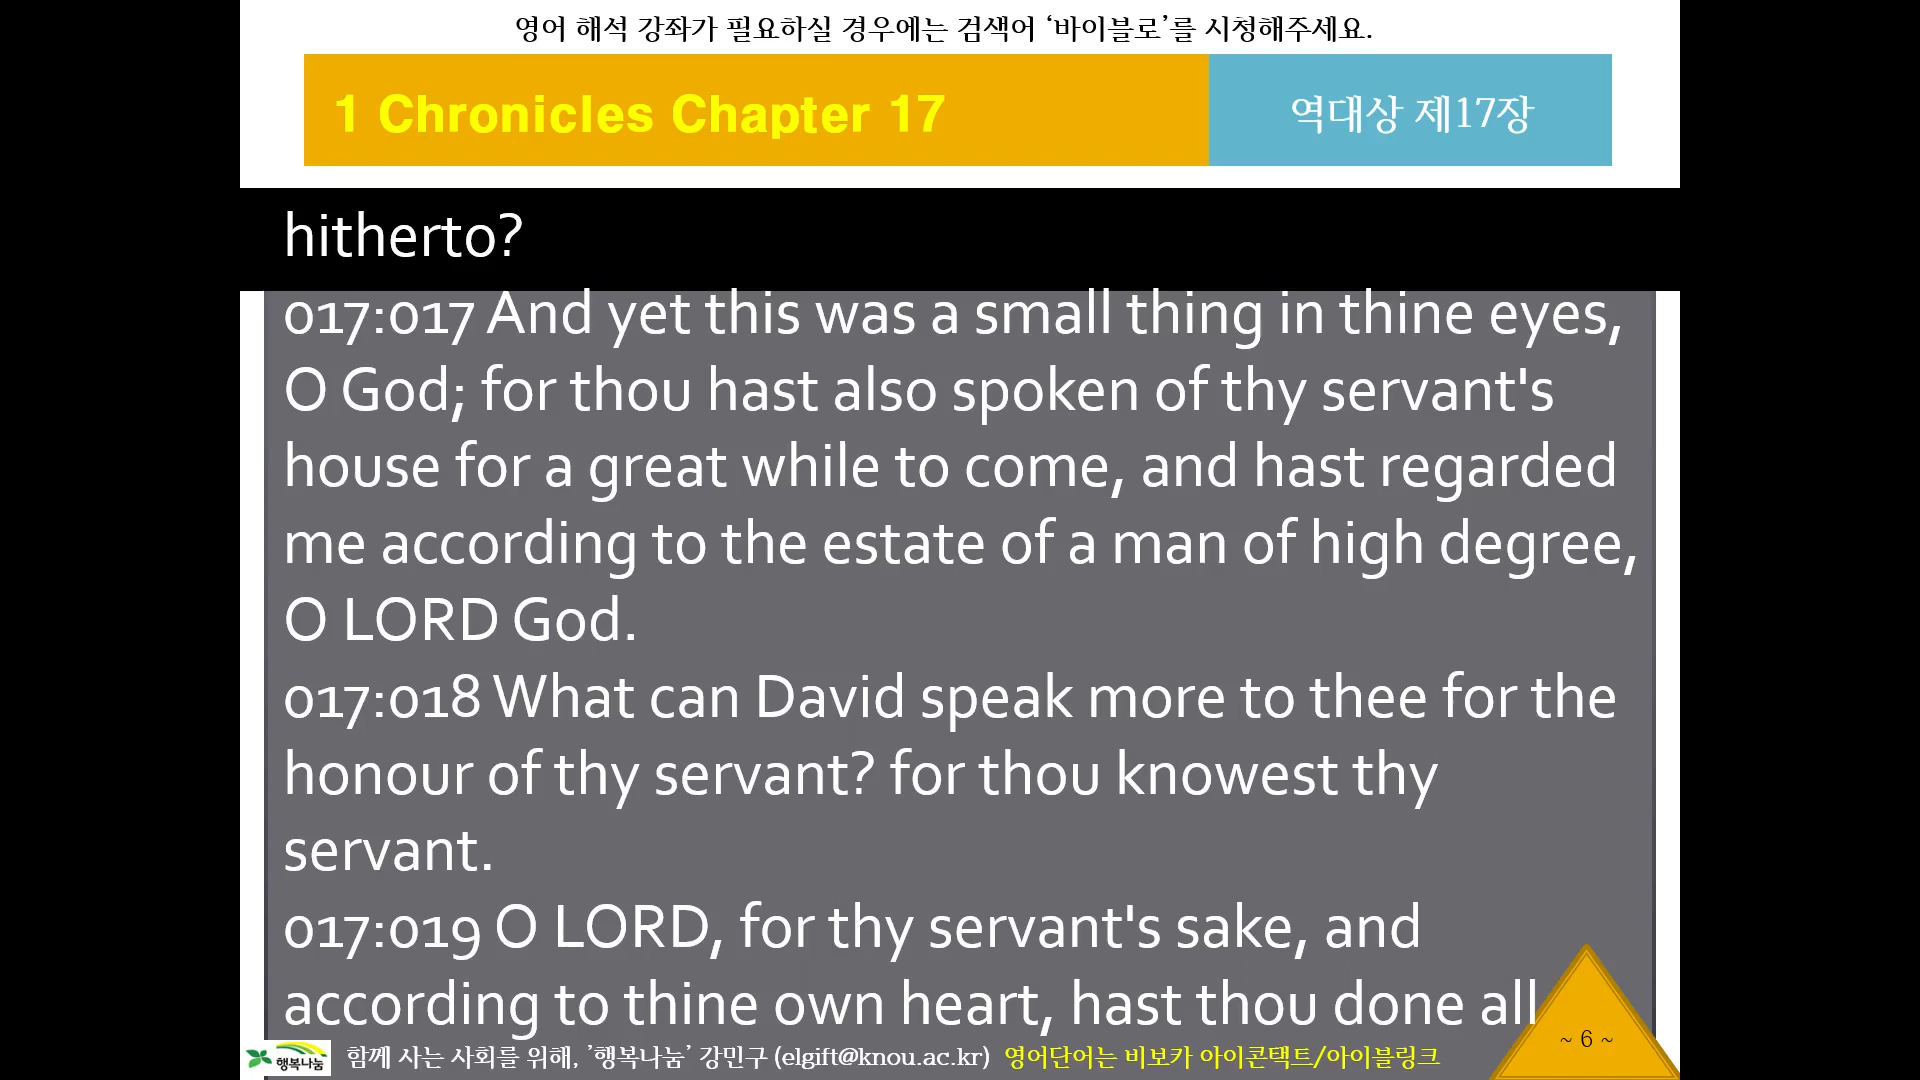 영어 해석 강좌가 필요하실 경우에는 검색어 ‘바이블로’를 시청해주세요.
1 Chronicles Chapter 17
역대상 제17장
hitherto?
017:017 And yet this was a small thing in thine eyes,
O God; for thou hast also spoken of thy servant's
house for a great while to come, and hast regarded
me according to the estate of a man of high degree,
O LORD God.
017:018 What can David speak more to thee for the
honour of thy servant? for thou knowest thy
servant.
017:019 O LORD, for thy servant's sake, and
according to thine own heart, hast thou done all
~ 6 ~
행복나눔
함께 사는 사회를 위해, ’행복나눔’ 강민구 (elgift@knou.ac.kr) 영어단어는 비보카 아이콘택트/아이블링크